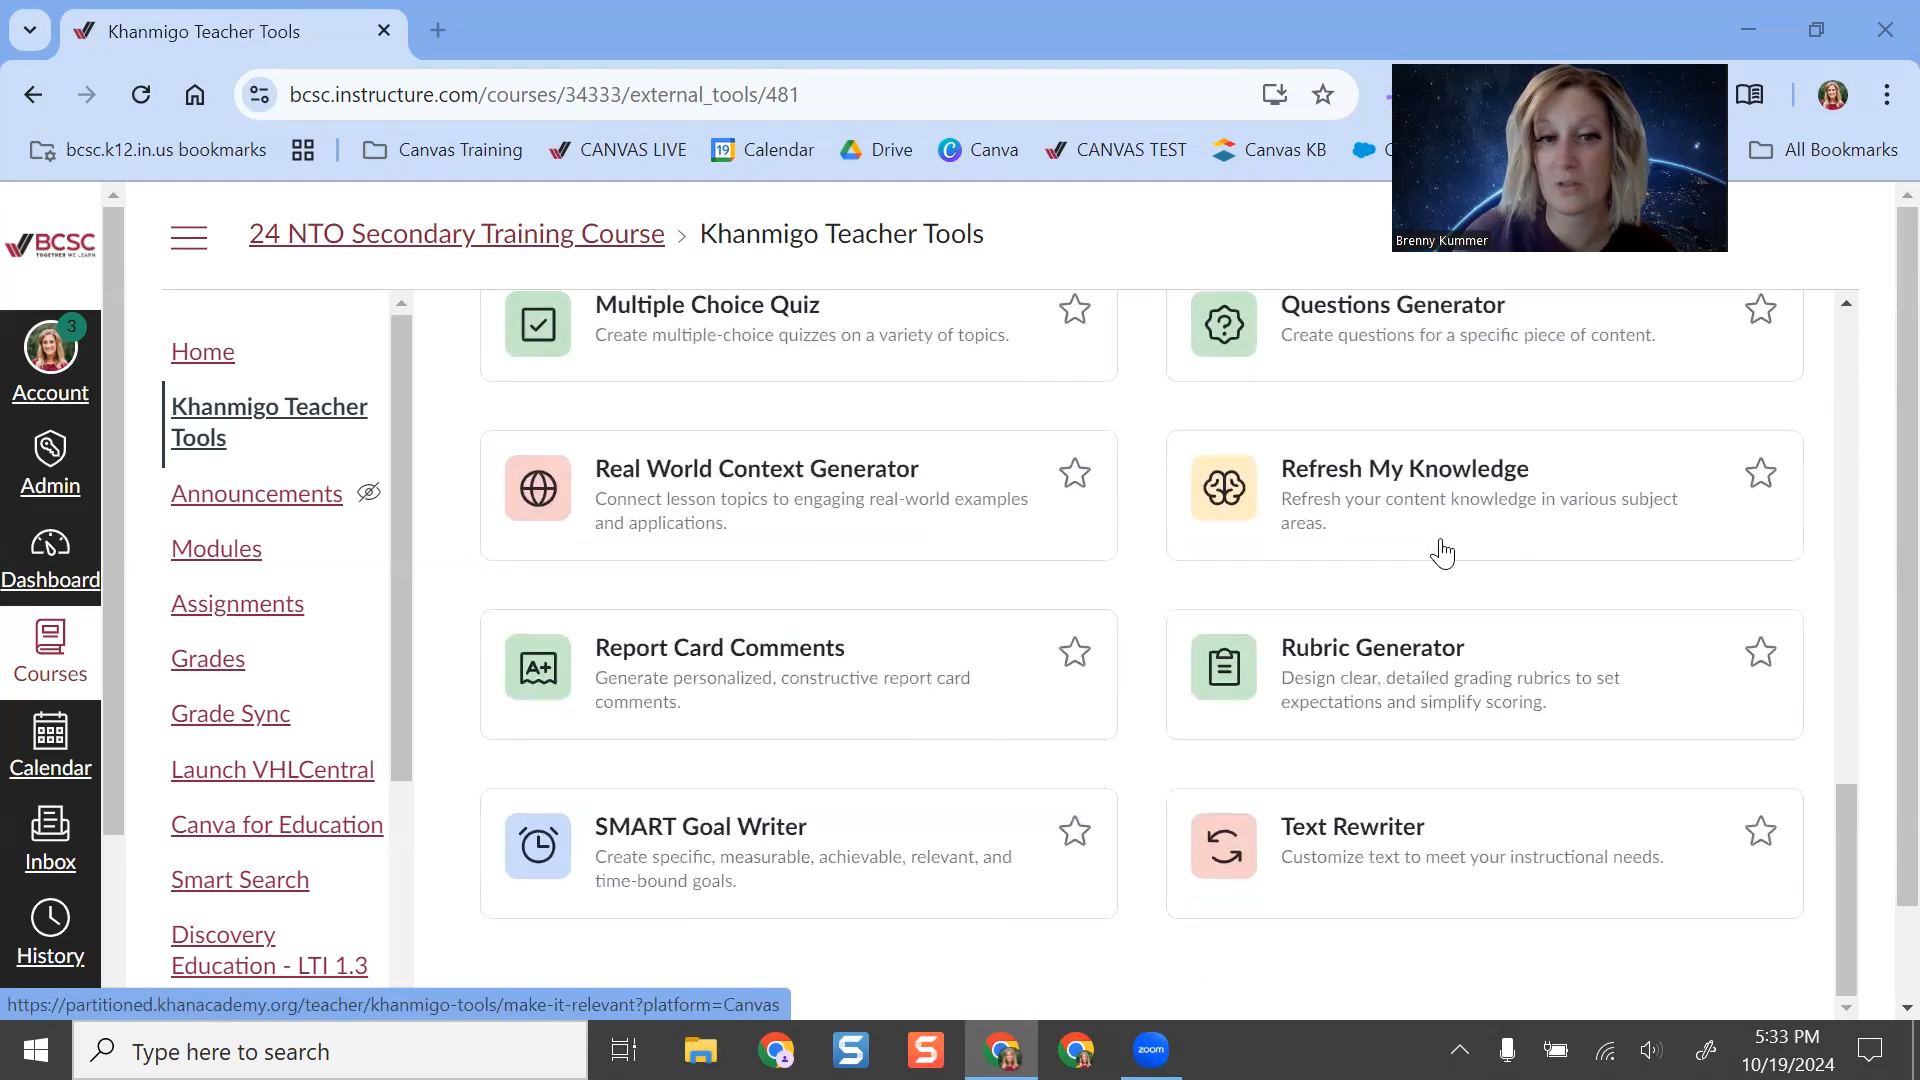 Khanmigo Teacher Tools
bcsc.instructure.com/courses/34333/external_tools/481
bcsc.k12.in.us bookmarks
Canvas Training
CANVAS LIVE
19
Calendar
Drive
Canva
CANVAS TEST
Canvas KB
All Bookmarks
Brenny Kummer
BCSC
TOGETHER WE LEARN
24 NTO Secondary Training Course > Khanmigo Teacher Tools
3
Account
Admin
Dashboard
Courses
Calendar
Inbox
History
Home
Khanmigo Teacher
Tools
Announcements
Modules
Assignments
Grades
Grade Sync
Launch VHLCentral
Canva for Education
Smart Search
Discovery
Education - LTI 1.3
Multiple Choice Quiz
Create multiple-choice quizzes on a variety of topics.
Questions Generator
Create questions for a specific piece of content.
Real World Context Generator
Connect lesson topics to engaging real-world examples
and applications.
Refresh My Knowledge
Refresh your content knowledge in various subject
areas.
A+
Report Card Comments
Generate personalized, constructive report card
comments.
Rubric Generator
Design clear, detailed grading rubrics to set
expectations and simplify scoring.
SMART Goal Writer
Create specific, measurable, achievable, relevant, and
time-bound goals.
Text Rewriter
Customize text to meet your instructional needs.
https://partitioned.khanacademy.org/teacher/khanmigo-tools/make-it-relevant?platform=Canvas
Type here to search
S
S
zoom
5:33 PM
10/19/2024